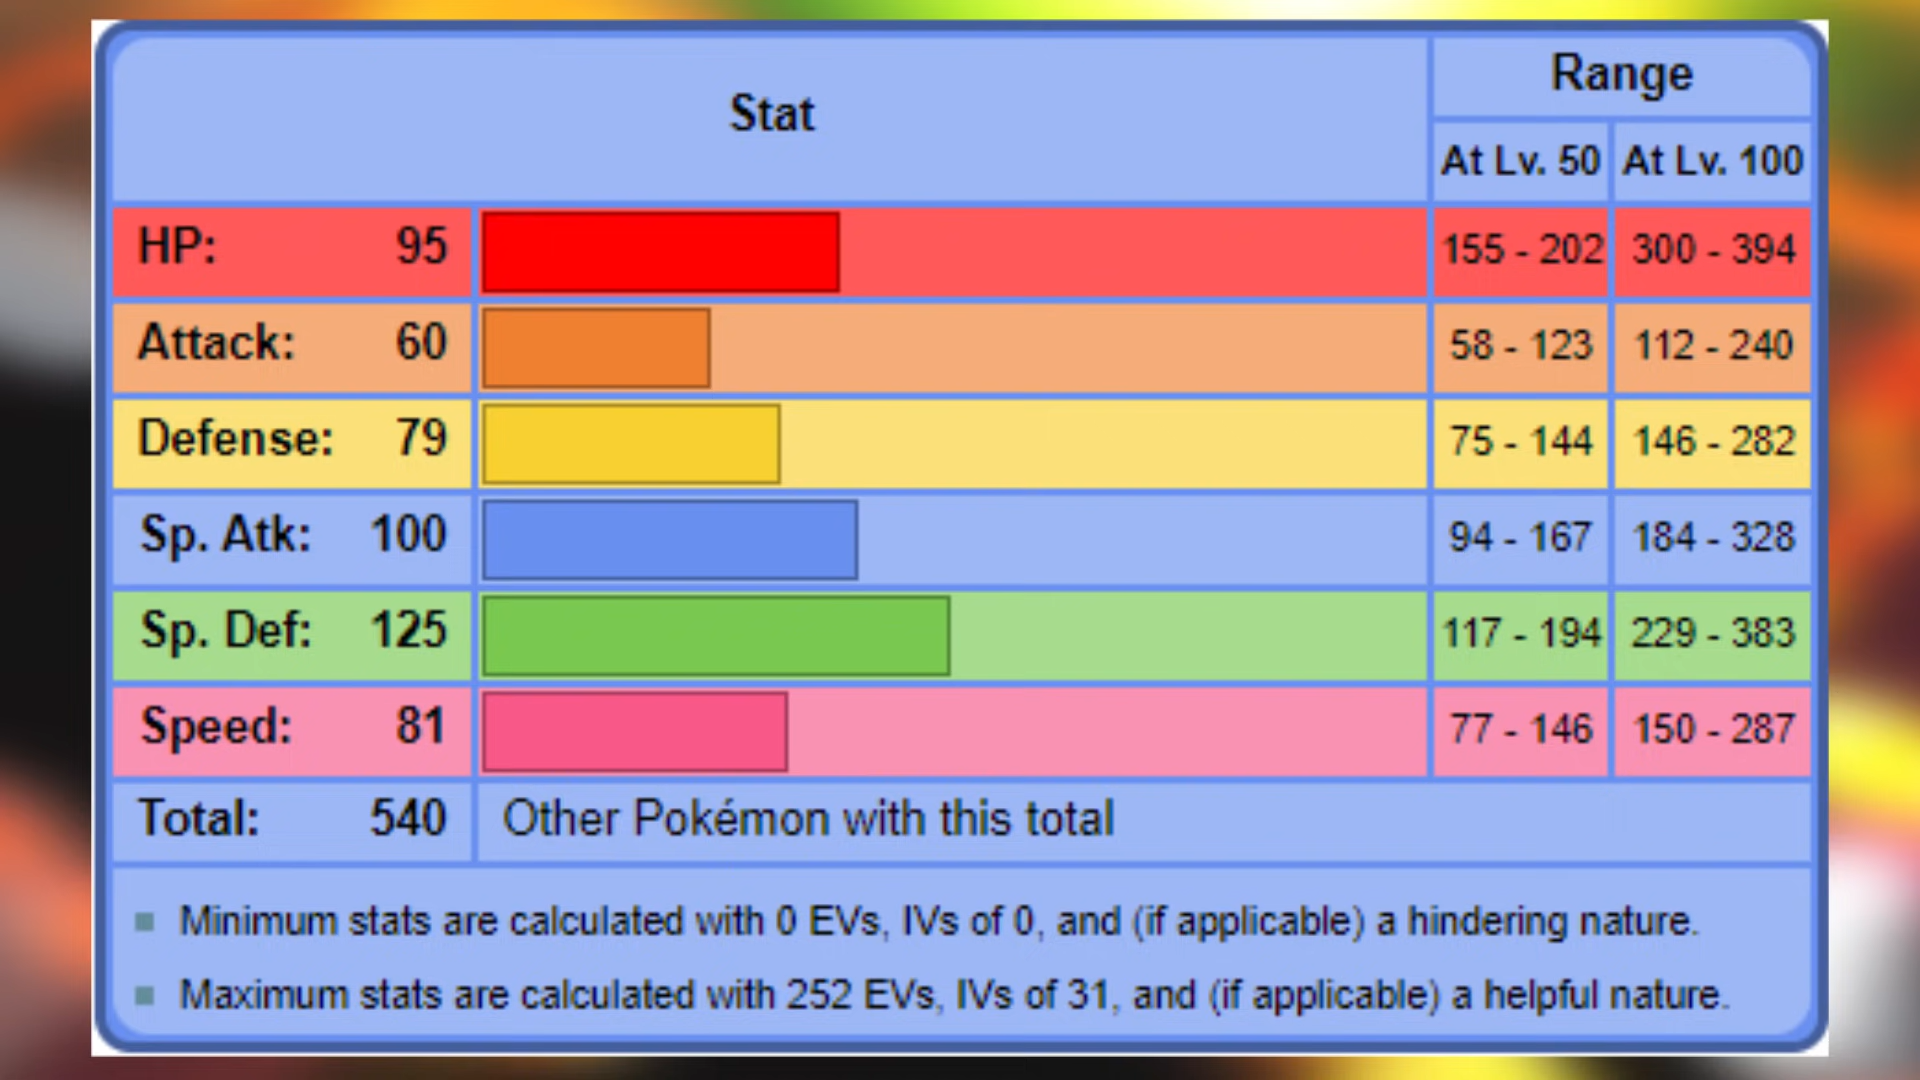 Stat
Range
At Lv. 50 At Lv. 100
HP: 95 155 - 202 300 - 394
Attack: 60 58 - 123 112 - 240
Defense: 79 75 - 144 146 - 282
Sp. Atk: 100 94 - 167 184 - 328
Sp. Def: 125 117 - 194 229 - 383
Speed: 81 77 - 146 150 - 287
Total: 540 Other Pokémon with this total
Minimum stats are calculated with 0 EVs, IVs of 0, and (if applicable) a hindering nature.
Maximum stats are calculated with 252 EVs, IVs of 31, and (if applicable) a helpful nature.